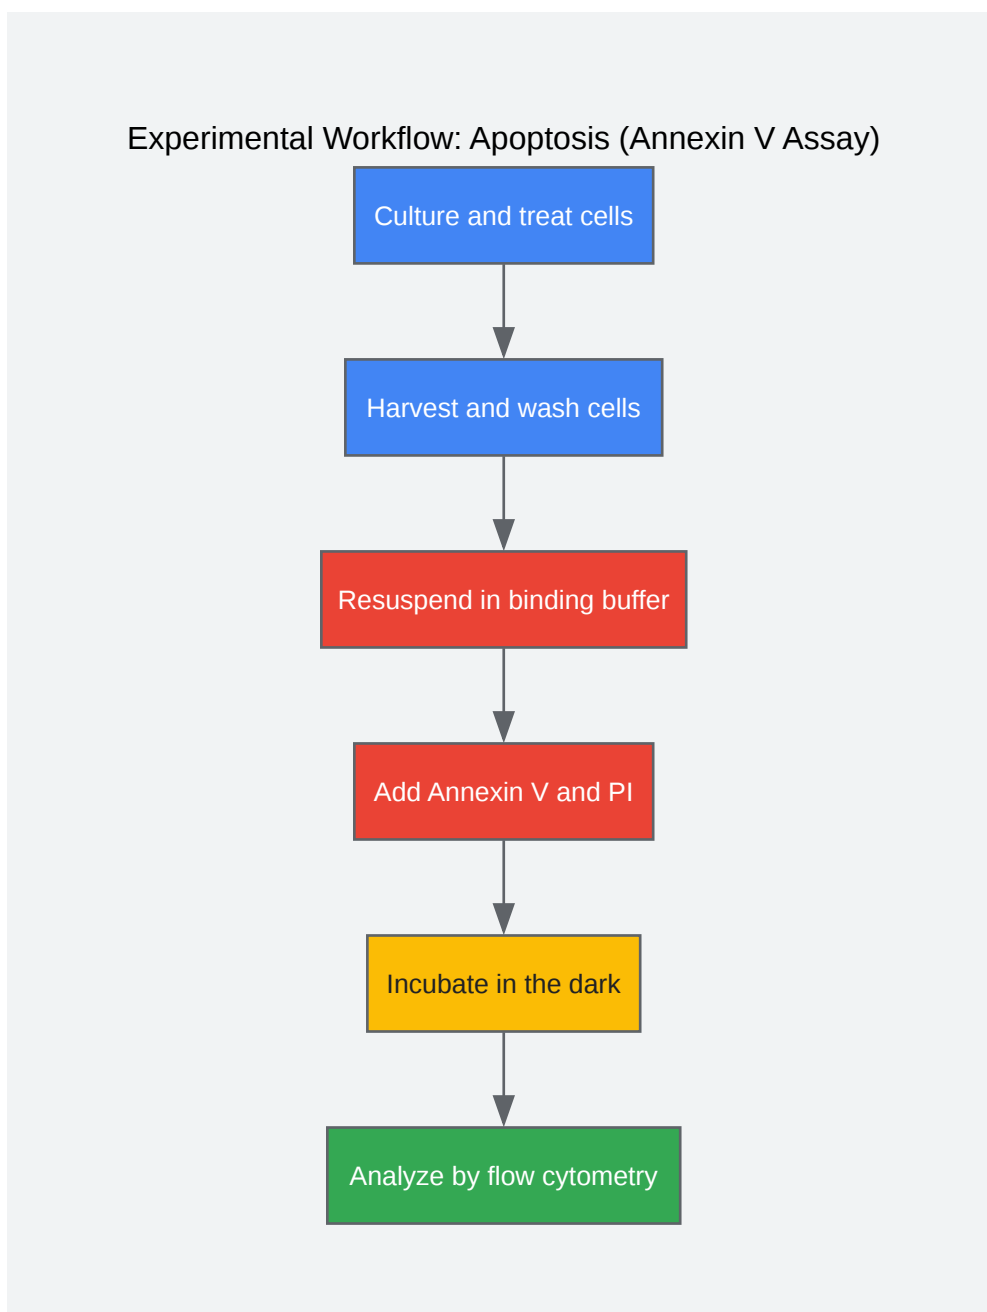 Experimental Workflow: Apoptosis (Annexin V Assay)
Culture and treat cells
Harvest and wash cells
Resuspend in binding buffer
Add Annexin V and PI
Incubate in the dark
Analyze by flow cytometry